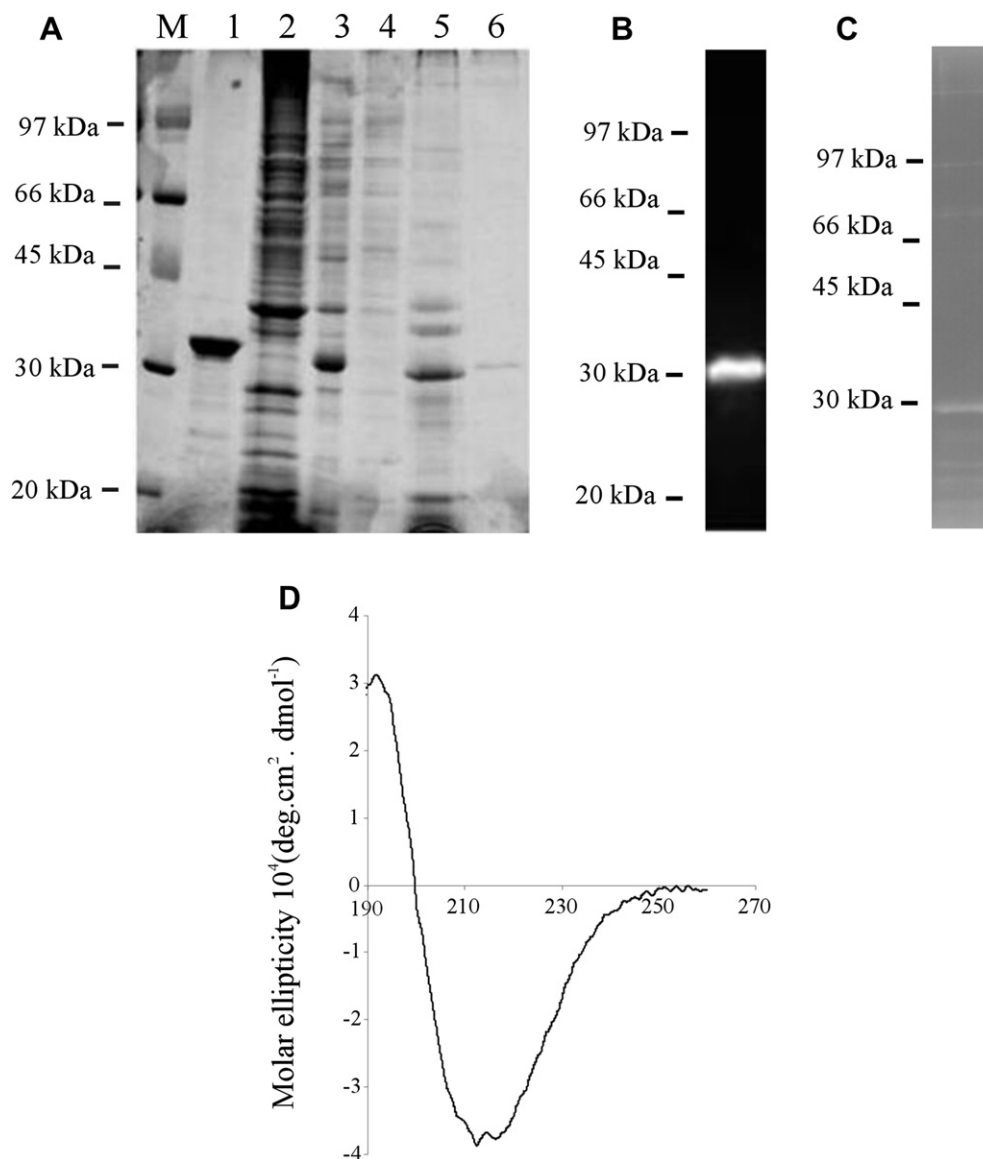 A M 1 2 3 4 5 6 B C
97 kDa
66 kDa
45 kDa
30 kDa
20 kDa
97 kDa
66 kDa
45 kDa
30 kDa
20 kDa
97 kDa
66 kDa
45 kDa
30 kDa
D
Molar ellipticity 10⁴(deg.cm². dmol⁻¹)
4
3
2
1
0
-1
-2
-3
-4
190 210 230 250 270